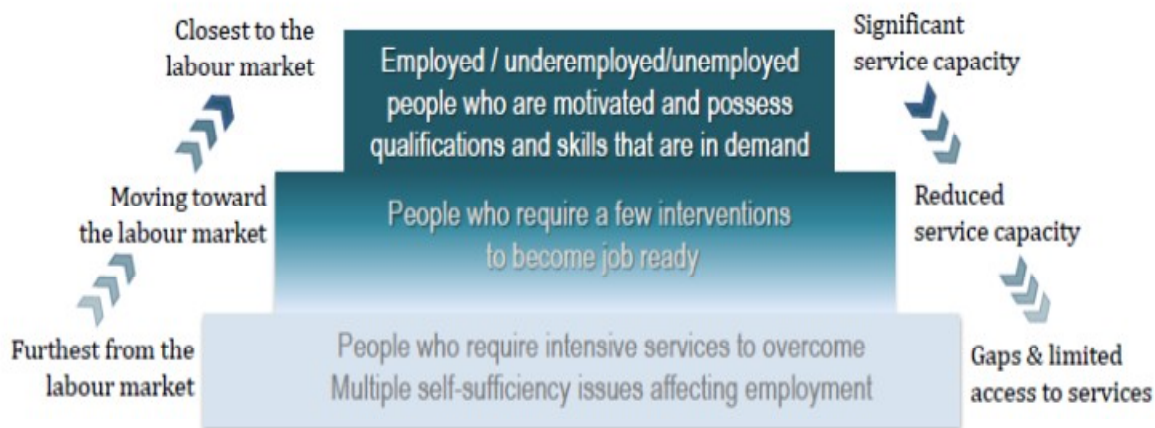 Closest to the
labour market
Employed / underemployed/unemployed
people who are motivated and possess
qualifications and skills that are in demand
Significant
service capacity
Moving toward
the labour market
People who require a few interventions
to become job ready
Reduced
service capacity
Furthest from the
labour market
People who require intensive services to overcome
Multiple self-sufficiency issues affecting employment
Gaps & limited
access to services